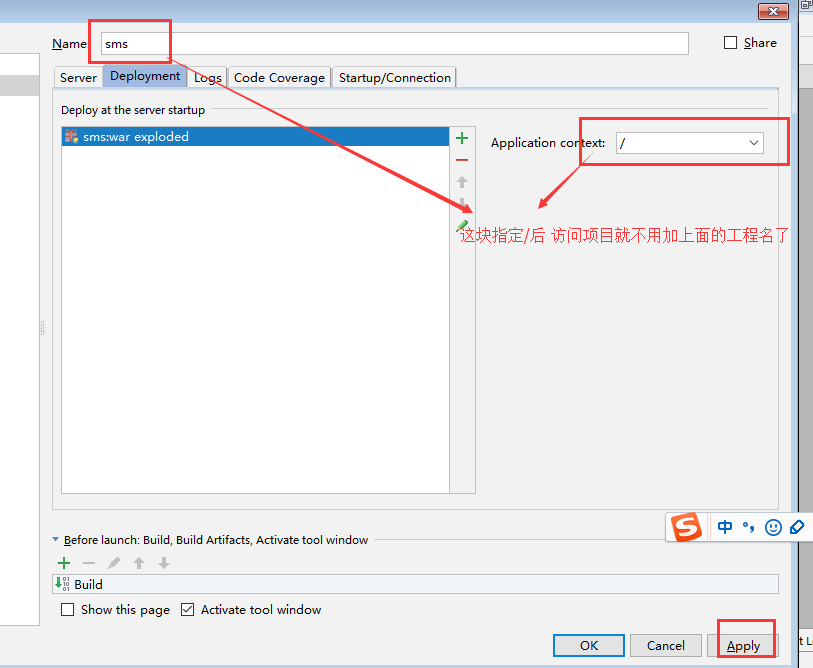 Name: sms
Share
Server Deployment Logs Code Coverage Startup/Connection
Deploy at the server startup
sms:war exploded
Application context: /
这块指定/后 访问项目就不用加上面的工程名了
S 中
Before launch: Build, Build Artifacts, Activate tool window
Build
Show this page Activate tool window
OK Cancel Apply